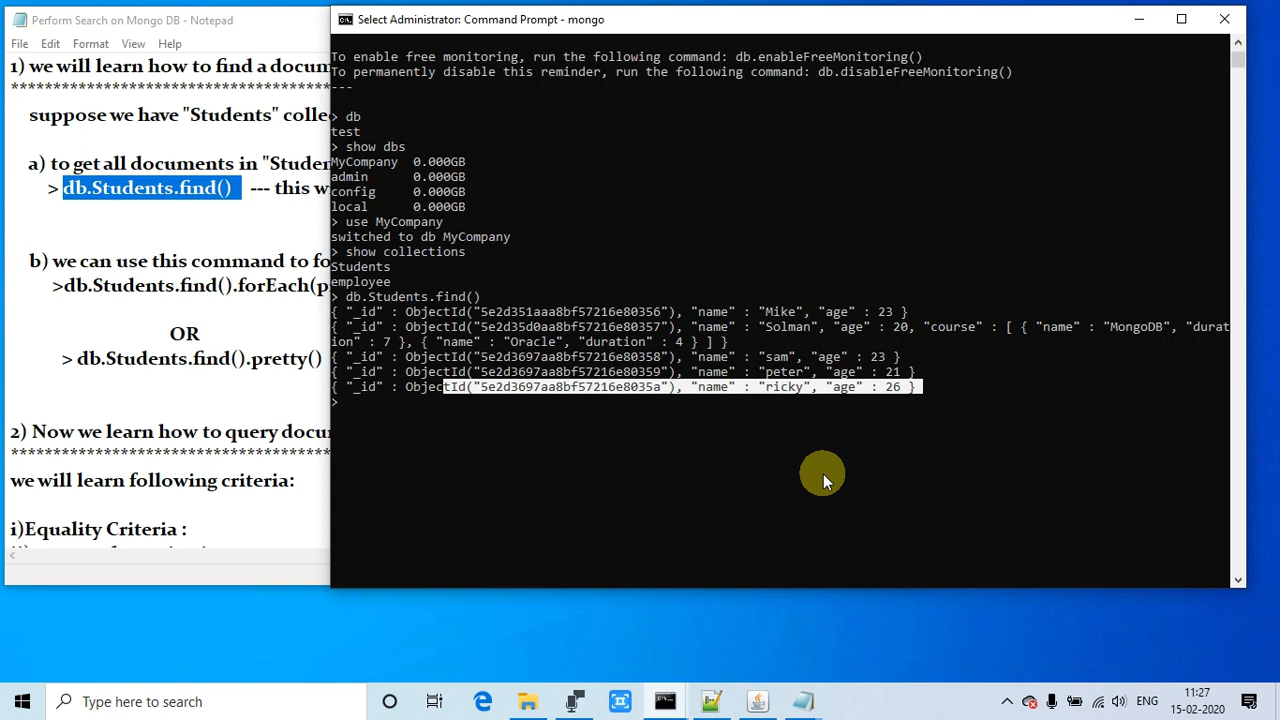 Perform Search on Mongo DB - Notepad
File Edit Format View Help
1) we will learn how to find a docum
************************************
suppose we have "Students" colle
a) to get all documents in "Studen
> db.Students.find() --- this w
b) we can use this command to fo
>db.Students.find().forEach(p
OR
> db.Students.find().pretty()
2) Now we learn how to query docu
************************************
we will learn following criteria:
i)Equality Criteria :
Select Administrator: Command Prompt - mongo
To enable free monitoring, run the following command: db.enableFreeMonitoring()
To permanently disable this reminder, run the following command: db.disableFreeMonitoring()
---
> db
test
> show dbs
MyCompany 0.000GB
admin 0.000GB
config 0.000GB
local 0.000GB
> use MyCompany
switched to db MyCompany
> show collections
Students
employee
> db.Students.find()
{ "_id" : ObjectId("5e2d351aaa8bf57216e80356"), "name" : "Mike", "age" : 23 }
{ "_id" : ObjectId("5e2d35d0aa8bf57216e80357"), "name" : "Solman", "age" : 20, "course" : [ { "name" : "MongoDB", "durat
ion" : 7 }, { "name" : "Oracle", "duration" : 4 } ] }
{ "_id" : ObjectId("5e2d3697aa8bf57216e80358"), "name" : "sam", "age" : 23 }
{ "_id" : ObjectId("5e2d3697aa8bf57216e80359"), "name" : "peter", "age" : 21 }
{ "_id" : ObjectId("5e2d3697aa8bf57216e8035a"), "name" : "ricky", "age" : 26 }
>
Type here to search
ENG
11:27
15-02-2020